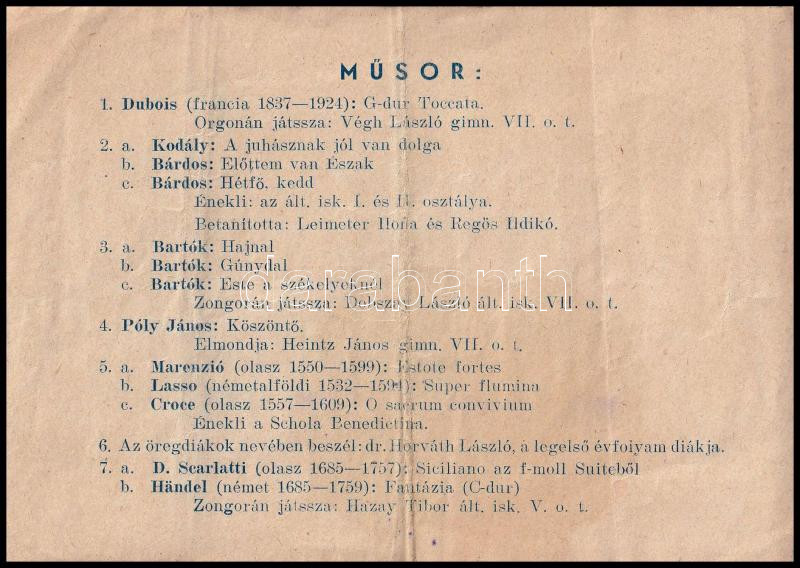 MŰSOR:
1. Dubois (francia 1837—1924): G-dur Toccata.
Orgonán játssza: Végh László gimn. VII. o. t.
2. a. Kodály: A juhásznak jól van dolga
b. Bárdos: Előttem van Észak
c. Bárdos: Hétfő, kedd
Énekli: az ált. isk. I. és II. osztálya.
Betanította: Leimeter Ilona és Regös Ildikó.
3. a. Bartók: Hajnal
b. Bartók: Gúnydal
c. Bartók: Este a székelyeknél
Zongorán játssza: Dobszay László ált. isk. VII. o. t.
4. Póly János: Köszöntő.
Elmondja: Heintz János gimn. VII. o. t.
5. a. Marenzió (olasz 1550—1599): Estote fortes
b. Lasso (németalföldi 1532—1594): Super flumina
c. Croce (olasz 1557—1609): O sacrum convivium
Énekli a Schola Benedictina.
6. Az öregdiákok nevében beszél: dr. Horváth László, a legelső évfolyam diákja.
7. a. D. Scarlatti (olasz 1685—1757): Siciliano az f-moll Suiteből
b. Händel (német 1685—1759): Fantázia (C-dur)
Zongorán játssza: Hazay Tibor ált. isk. V. o. t.
darabanth